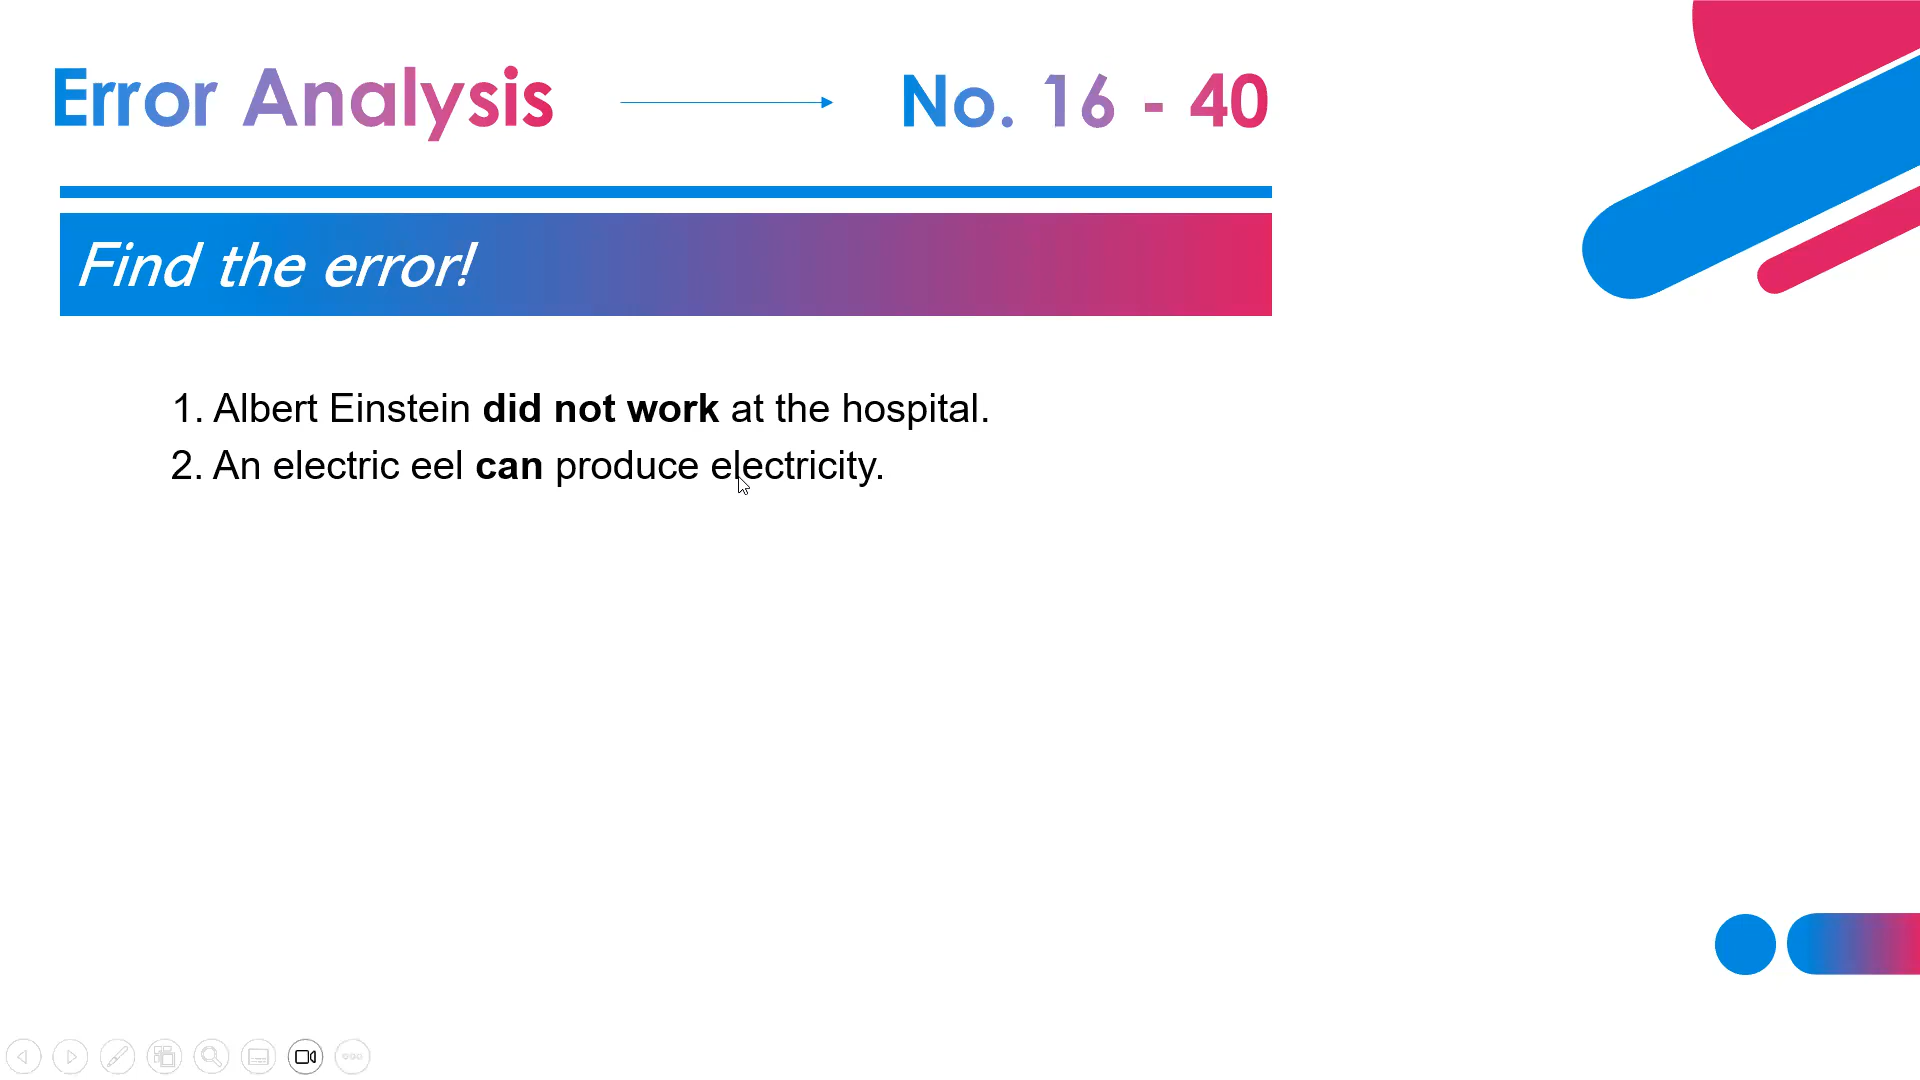 Error Analysis
No. 16 - 40
Find the error!
1. Albert Einstein did not work at the hospital.
2. An electric eel can produce electricity.